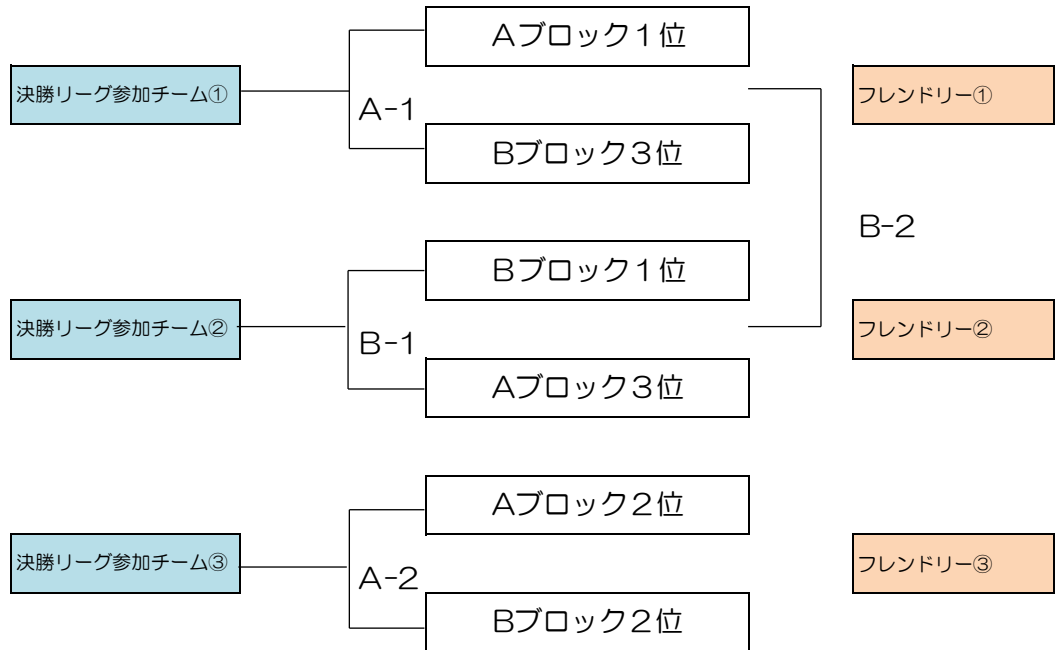 Aブロック1位
決勝リーグ参加チーム①
フレンドリー①
A-1
Bブロック3位
B-2
Bブロック1位
決勝リーグ参加チーム②
フレンドリー②
B-1
Aブロック3位
Aブロック2位
決勝リーグ参加チーム③
フレンドリー③
A-2
Bブロック2位